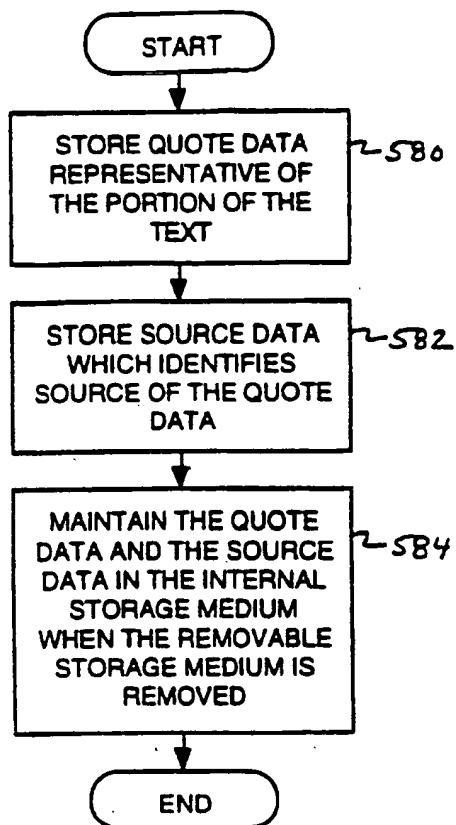 START
STORE QUOTE DATA
REPRESENTATIVE OF
THE PORTION OF THE
TEXT
580
STORE SOURCE DATA
WHICH IDENTIFIES
SOURCE OF THE QUOTE
DATA
582
MAINTAIN THE QUOTE
DATA AND THE SOURCE
DATA IN THE INTERNAL
STORAGE MEDIUM
WHEN THE REMOVABLE
STORAGE MEDIUM IS
REMOVED
584
END